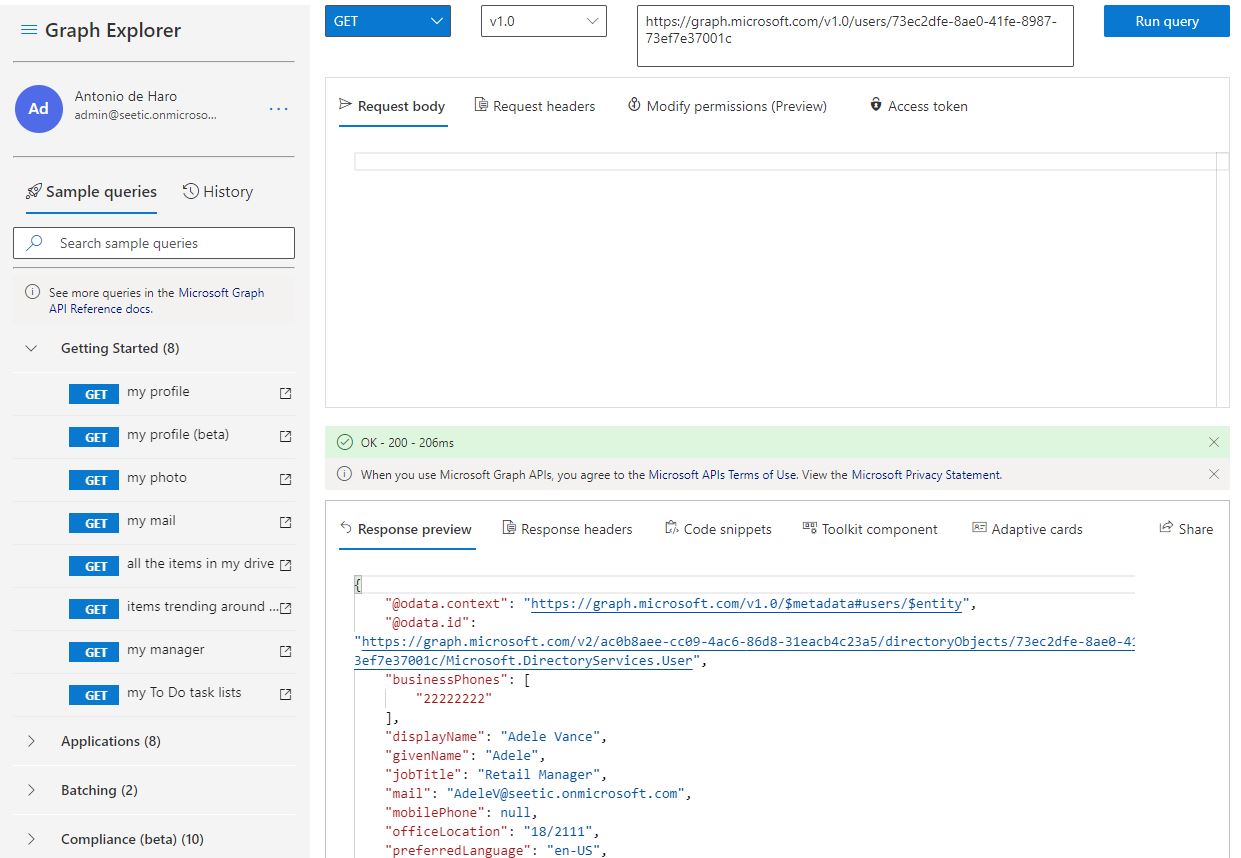 Graph Explorer
Ad
Antonio de Haro
admin@seetic.onmicroso...
...
Sample queries
History
Search sample queries
See more queries in the Microsoft Graph
API Reference docs.
Getting Started (8)
GET my profile
GET my profile (beta)
GET my photo
GET my mail
GET all the items in my drive
GET items trending around ...
GET my manager
GET my To Do task lists
Applications (8)
Batching (2)
Compliance (beta) (10)
GET
v1.0
https://graph.microsoft.com/v1.0/users/73ec2dfe-8ae0-41fe-8987-
73ef7e37001c
Run query
Request body
Request headers
Modify permissions (Preview)
Access token
OK - 200 - 206ms
When you use Microsoft Graph APIs, you agree to the Microsoft APIs Terms of Use. View the Microsoft Privacy Statement.
Response preview
Response headers
Code snippets
Toolkit component
Adaptive cards
Share
{
"@odata.context": "https://graph.microsoft.com/v1.0/$metadata#users/$entity",
"@odata.id":
"https://graph.microsoft.com/v2/ac0b8aee-cc09-4ac6-86d8-31eacb4c23a5/directoryObjects/73ec2dfe-8ae0-41
3ef7e37001c/Microsoft.DirectoryServices.User",
"businessPhones": [
"22222222"
],
"displayName": "Adele Vance",
"givenName": "Adele",
"jobTitle": "Retail Manager",
"mail": "AdeleV@seetic.onmicrosoft.com",
"mobilePhone": null,
"officeLocation": "18/2111",
"preferredLanguage": "en-US",